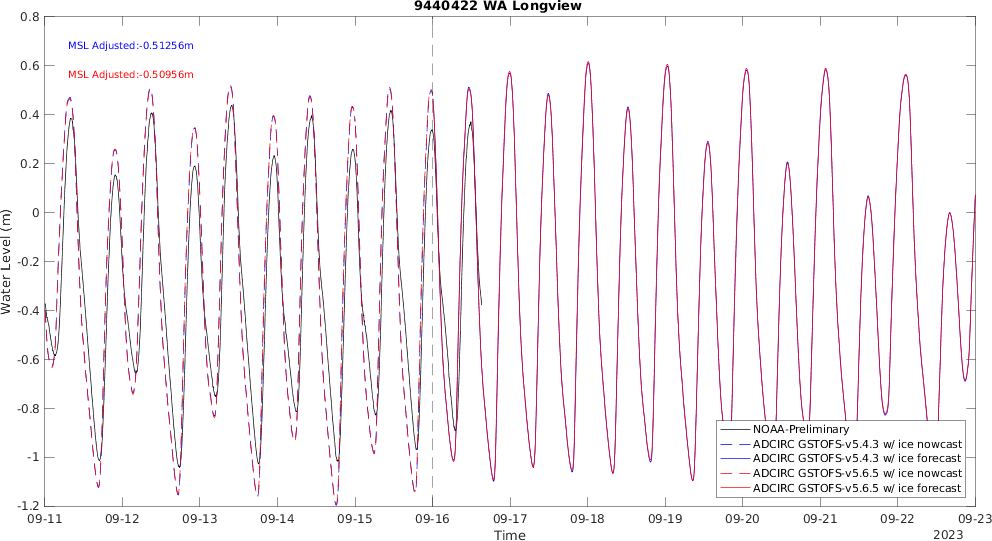 9440422 WA Longview
MSL Adjusted:-0.51256m
MSL Adjusted:-0.50956m
Water Level (m)
0.8
0.6
0.4
0.2
0
-0.2
-0.4
-0.6
-0.8
-1
-1.2
NOAA-Preliminary
ADCIRC GSTOFS-v5.4.3 w/ ice nowcast
ADCIRC GSTOFS-v5.4.3 w/ ice forecast
ADCIRC GSTOFS-v5.6.5 w/ ice nowcast
ADCIRC GSTOFS-v5.6.5 w/ ice forecast
09-11 09-12 09-13 09-14 09-15 09-16 09-17 09-18 09-19 09-20 09-21 09-22 09-23
Time
2023